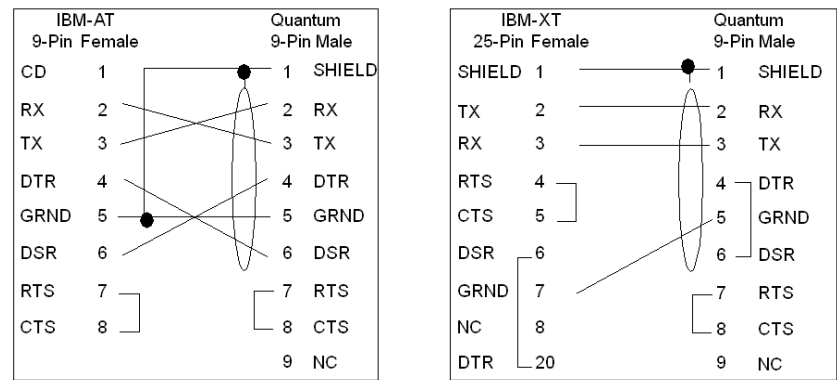 IBM-AT Quantum
9-Pin Female 9-Pin Male
CD 1 1 SHIELD
RX 2 2 RX
TX 3 3 TX
DTR 4 4 DTR
GRND 5 5 GRND
DSR 6 6 DSR
RTS 7 7 RTS
CTS 8 8 CTS
9 NC
IBM-XT Quantum
25-Pin Female 9-Pin Male
SHIELD 1 1 SHIELD
TX 2 2 RX
RX 3 3 TX
RTS 4 4 DTR
CTS 5 5 GRND
DSR 6 6 DSR
GRND 7 7 RTS
NC 8 8 CTS
DTR 20 9 NC